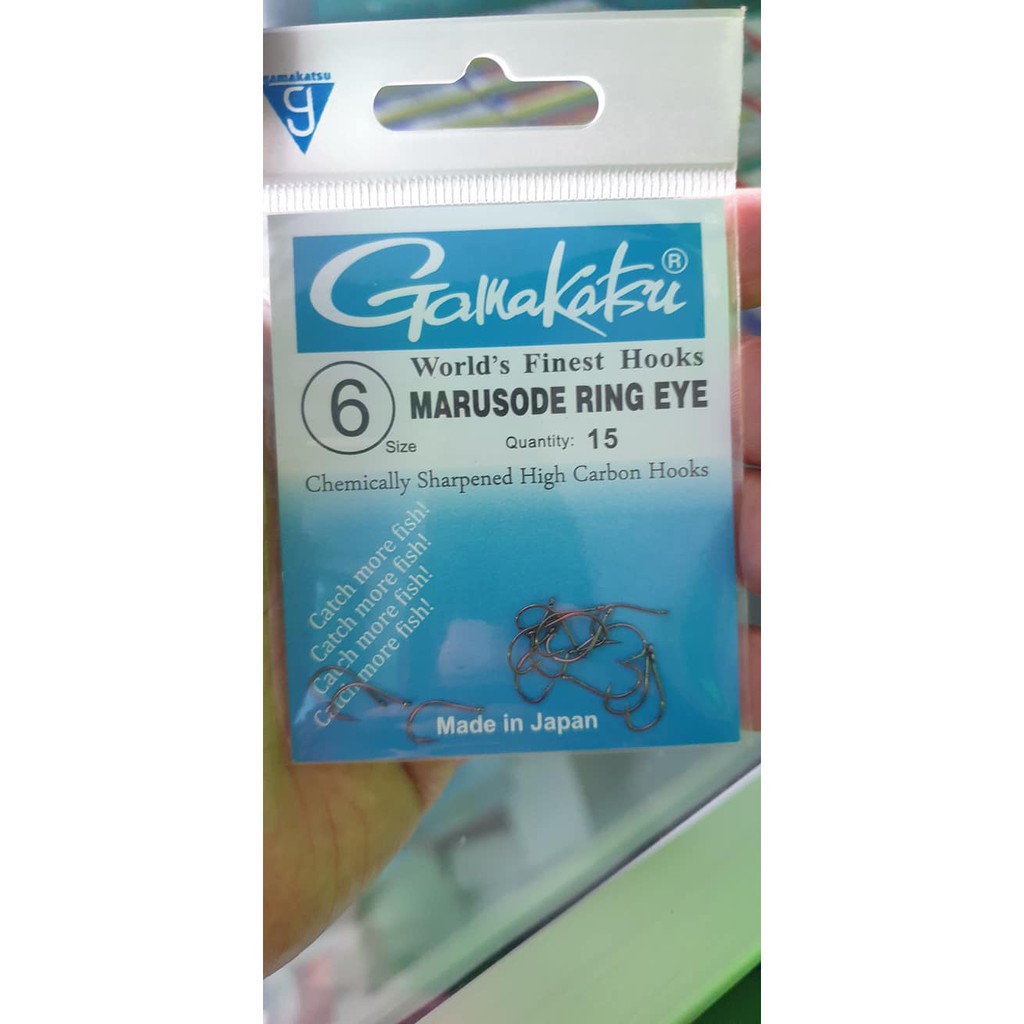 gamakatsu
g
Gamakatsu®
World's Finest Hooks
6 MARUSODE RING EYE
Size Quantity: 15
Chemically Sharpened High Carbon Hooks
Catch more fish!
Catch more fish!
Catch more fish!
Catch more fish!
Made in Japan